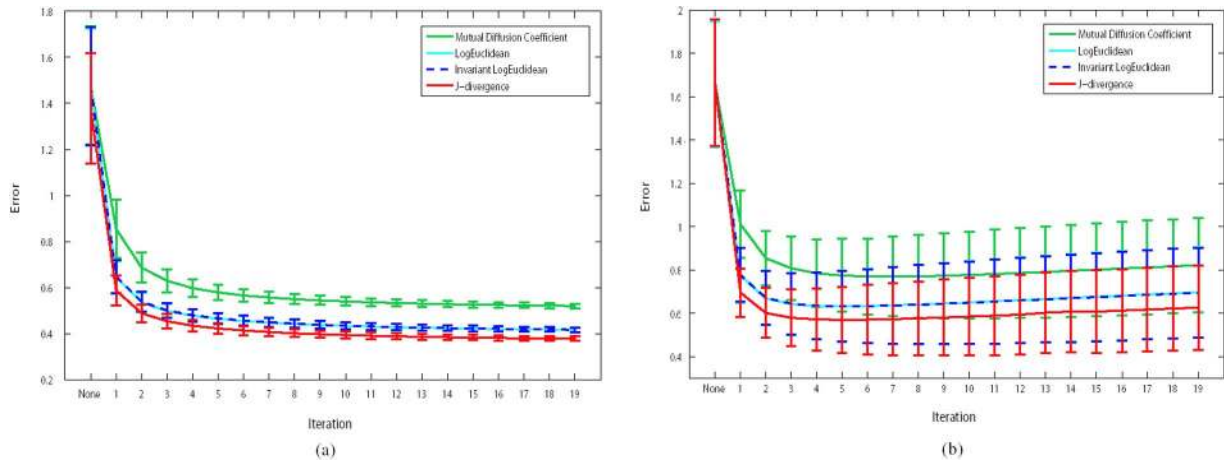 1.8
1.6
1.4
1.2
1
0.8
0.6
0.4
0.2
Error
Mutual Diffusion Coefficient
LogEuclidean
Invariant LogEuclidean
J-divergence
None 1 2 3 4 5 6 7 8 9 10 11 12 13 14 15 16 17 18 19
Iteration
(a)
2
1.8
1.6
1.4
1.2
1
0.8
0.6
0.4
Error
Mutual Diffusion Coefficient
LogEuclidean
Invariant LogEuclidean
J-divergence
None 1 2 3 4 5 6 7 8 9 10 11 12 13 14 15 16 17 18 19
Iteration
(b)